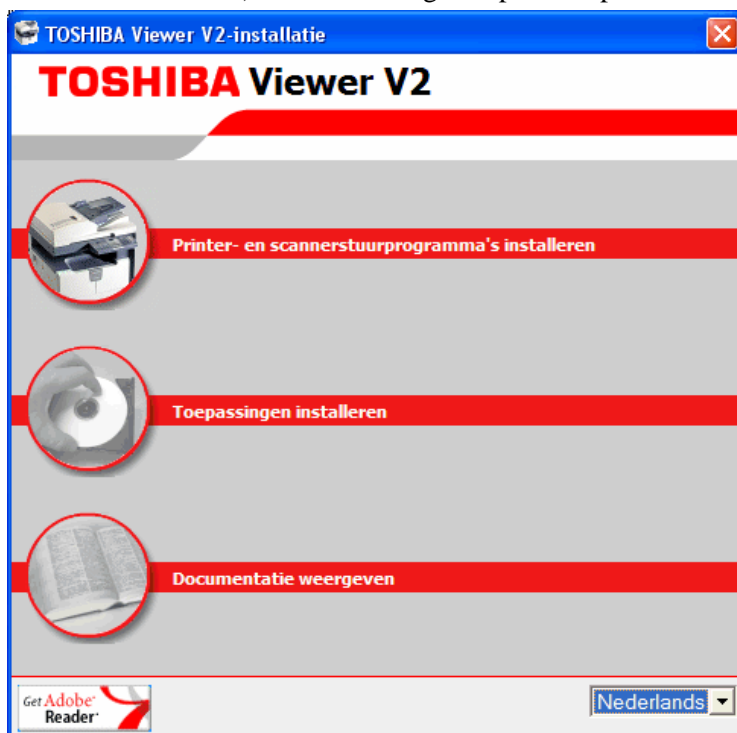 TOSHIBA Viewer V2-installatie
TOSHIBA Viewer V2
Printer- en scannerstuurprogramma's installeren
Toepassingen installeren
Documentatie weergeven
Get Adobe
Reader
Nederlands